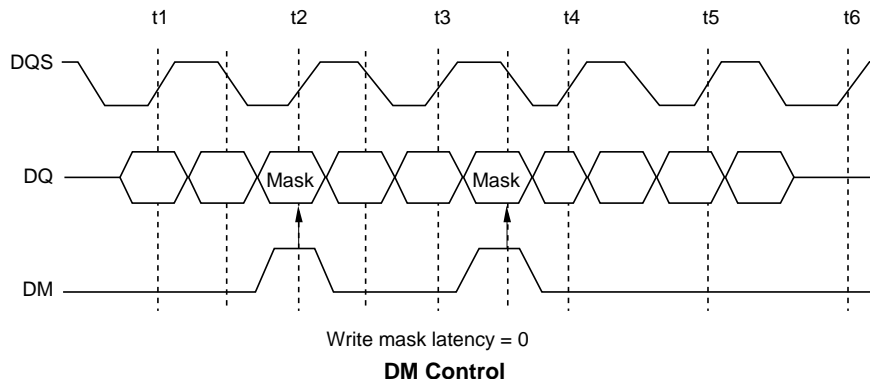 t1 t2 t3 t4 t5 t6
DQS
DQ Mask Mask
DM
Write mask latency = 0
DM Control